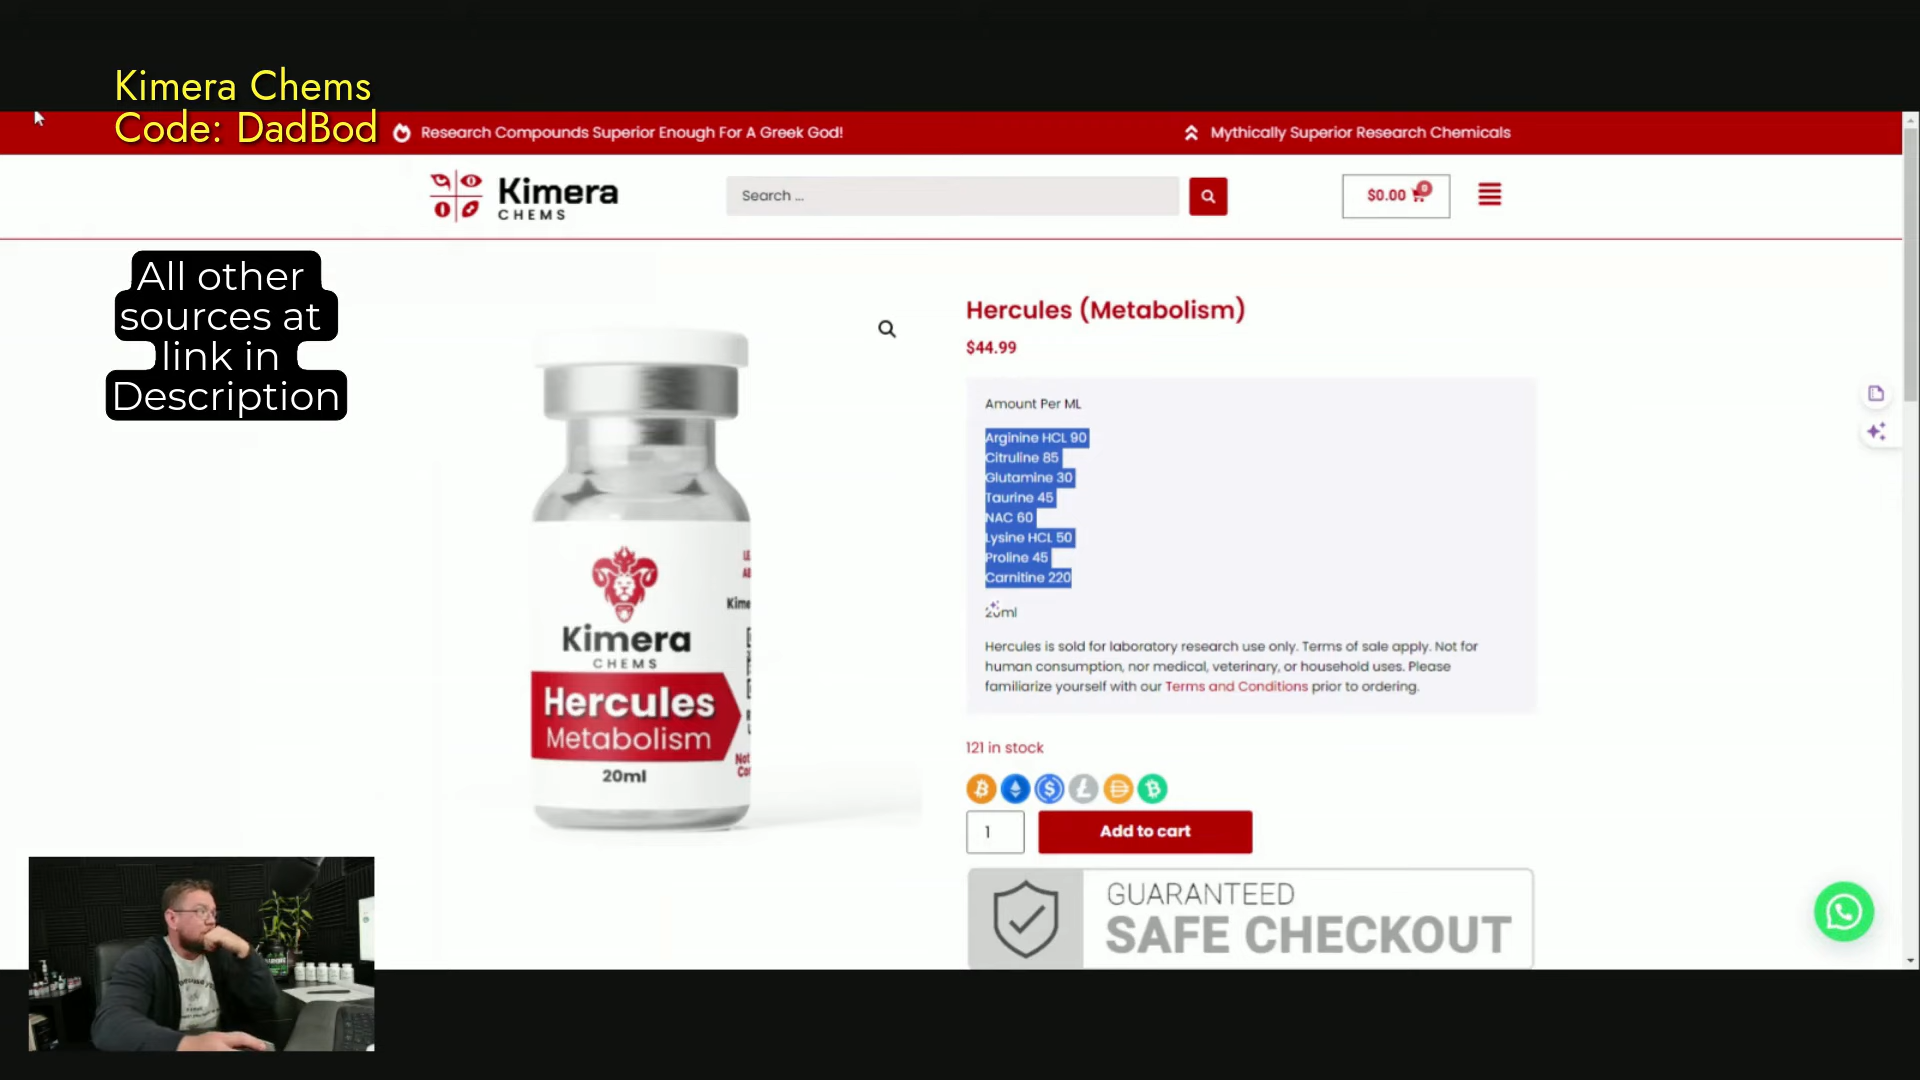 Kimera Chems
Code: DadBod
Research Compounds Superior Enough For A Greek God!
Mythically Superior Research Chemicals
Kimera
CHEMS
Search ...
$0.00
0
All other
sources at
link in
Description
Hercules (Metabolism)
$44.99
Amount Per ML
Arginine HCL 90
Citruline 85
Glutamine 30
Taurine 45
NAC 60
Lysine HCL 50
Proline 45
Carnitine 220
20ml
Hercules is sold for laboratory research use only. Terms of sale apply. Not for
human consumption, nor medical, veterinary, or household uses. Please
familiarize yourself with our Terms and Conditions prior to ordering.
Kimera
CHEMS
Hercules
Metabolism
20ml
121 in stock
1
Add to cart
GUARANTEED
SAFE CHECKOUT